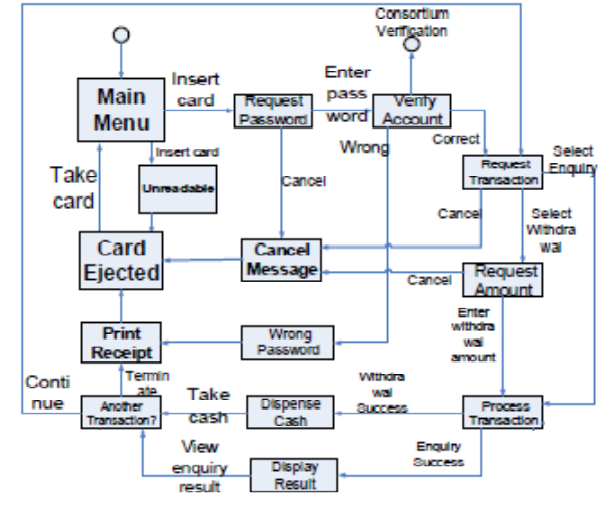 Consortium
Verification
Main
Menu
Insert
card
Request
Password
Enter
pass
word
Verify
Account
Wrong
Correct
Request
Transaction
Select
Enquiry
Insert card
Unreadable
Take
card
Cancel
Cancel
Select
Withdra
wal
Card
Ejected
Cancel
Message
Cancel
Request
Amount
Enter
withdra
wal
amount
Print
Receipt
Wrong
Password
Conti
nue
Termin
ate
Another
Transaction?
Take
cash
Dispense
Cash
Withdra
wal
Success
Process
Transaction
View
enquiry
result
Display
Result
Enquiry
Success